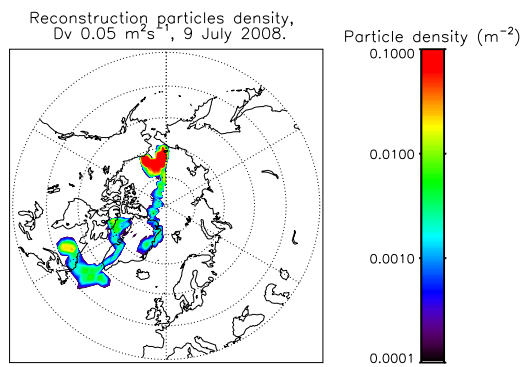 Reconstruction particles density,
Dv 0.05 m²s⁻¹, 9 July 2008.
Particle density (m⁻²)
0.1000
0.0100
0.0010
0.0001